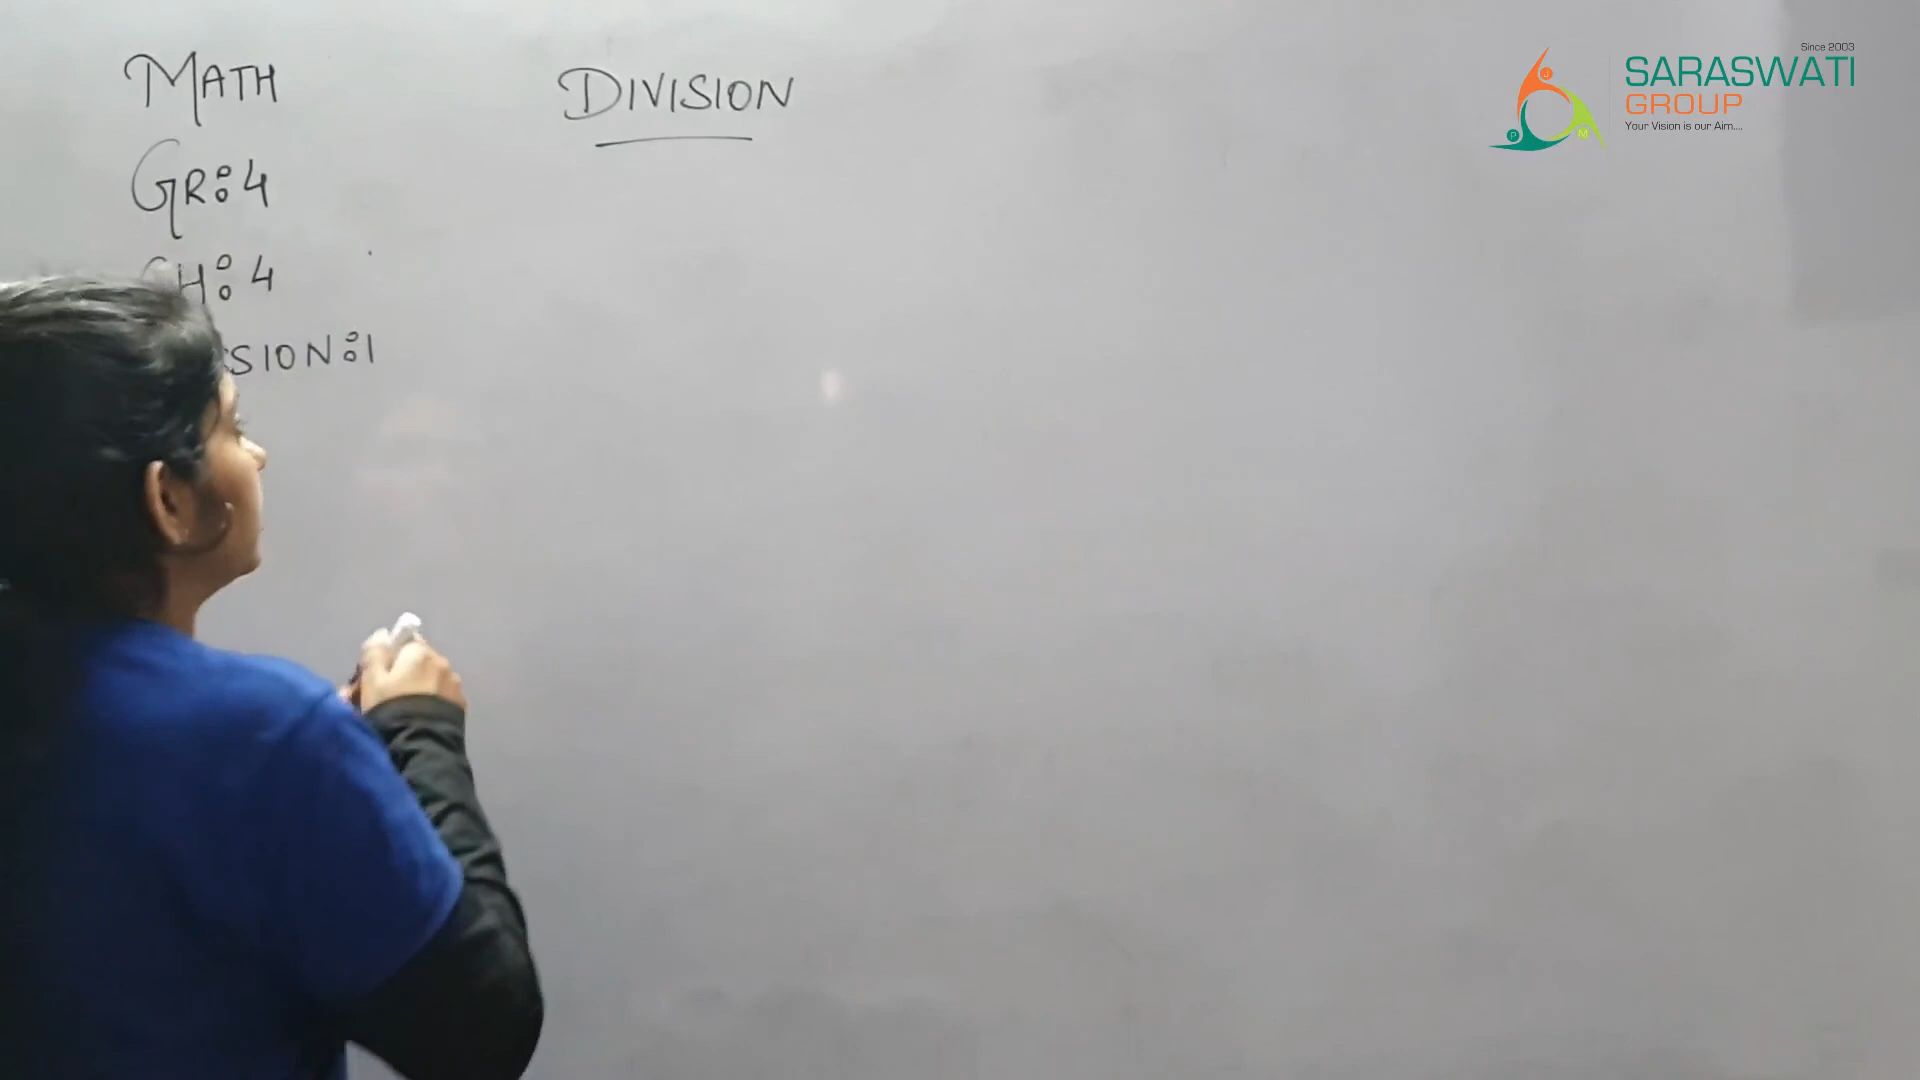 MATH
DIVISION
GR: 4
H: 4
SION: 1
Since 2003
SARASWATI
GROUP
Your Vision is our Aim....
J
P
M